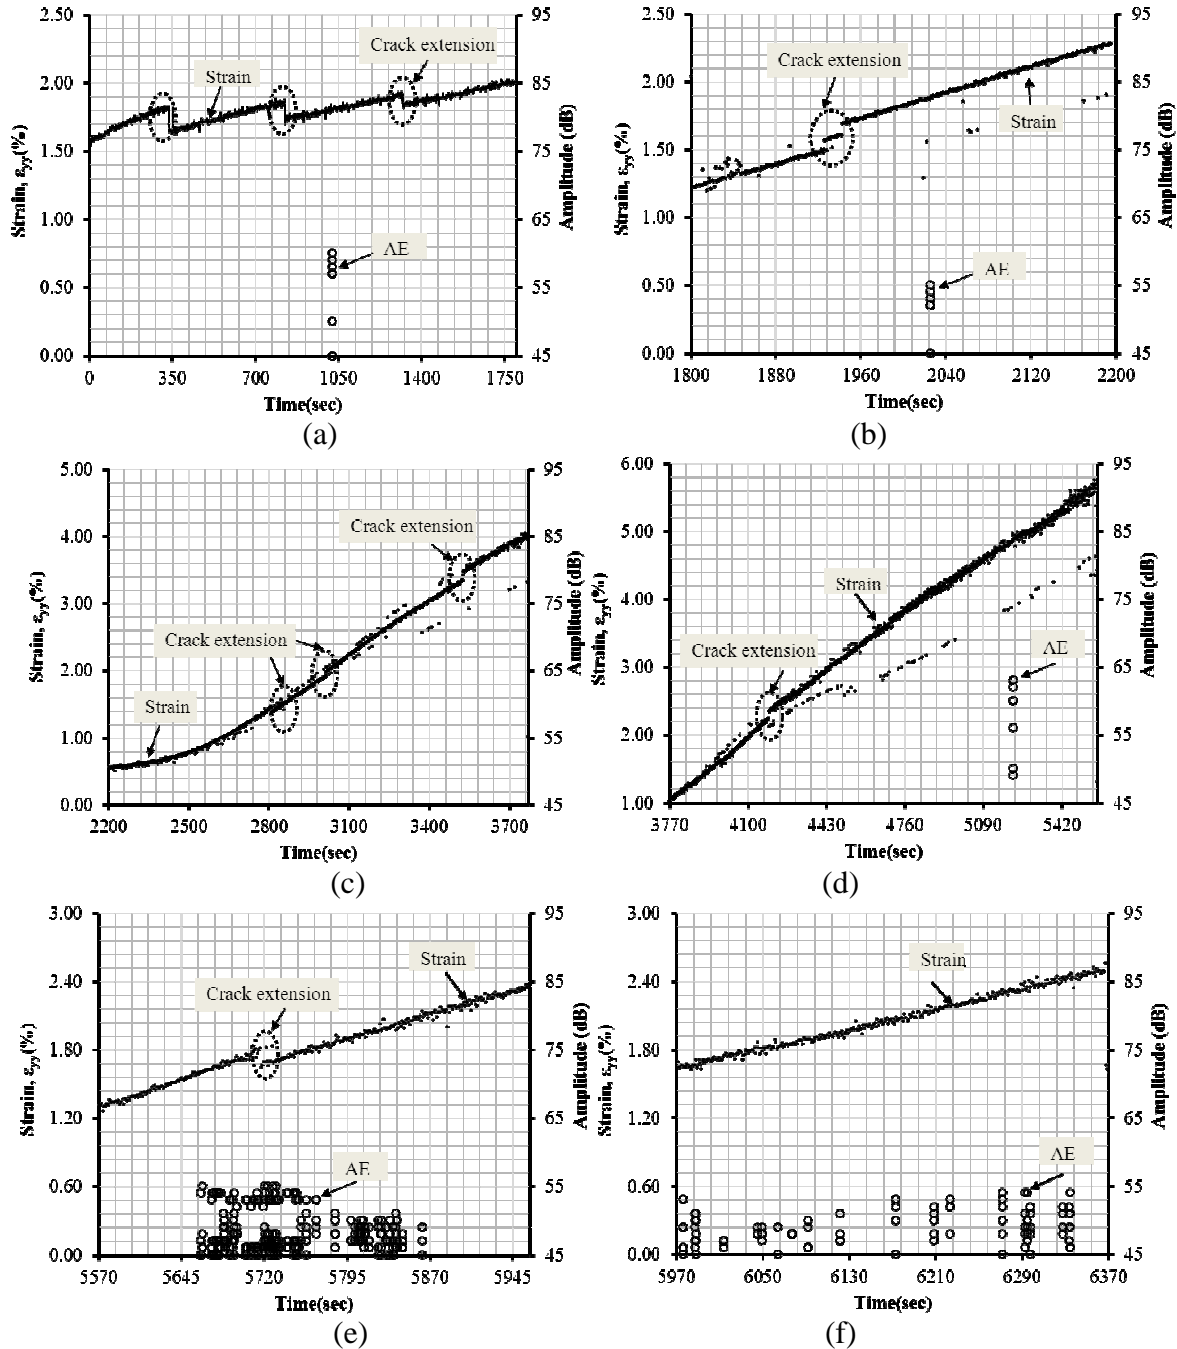 2.50 95
Crack extension
2.00 85
Strain
1.50 75
1.00 65
AE
0.50 55
0.00 45
0 350 700 1050 1400 1750
Strain, εyy(‰)
Amplitude (dB)
Time(sec)
(a)
2.50 95
Crack extension
2.00 85
Strain
1.50 75
1.00 65
AE
0.50 55
0.00 45
1800 1880 1960 2040 2120 2200
Strain, εyy(‰)
Amplitude (dB)
Time(sec)
(b)
5.00 95
Crack extension
4.00 85
3.00 75
Crack extension
2.00 65
Strain
1.00 55
0.00 45
2200 2500 2800 3100 3400 3700
Strain, εyy(‰)
Amplitude (dB)
Time(sec)
(c)
6.00 95
5.00 85
Strain
4.00 75
Crack extension
AE
3.00 65
2.00 55
1.00 45
3770 4100 4430 4760 5090 5420
Strain, εyy(‰)
Amplitude (dB)
Time(sec)
(d)
3.00 95
Strain
2.40 85
Crack extension
1.80 75
1.20 65
AE
0.60 55
0.00 45
5570 5645 5720 5795 5870 5945
Strain, εyy(‰)
Amplitude (dB)
Time(sec)
(e)
3.00 95
Strain
2.40 85
1.80 75
1.20 65
AE
0.60 55
0.00 45
5970 6050 6130 6210 6290 6370
Strain, εyy(‰)
Amplitude (dB)
Time(sec)
(f)